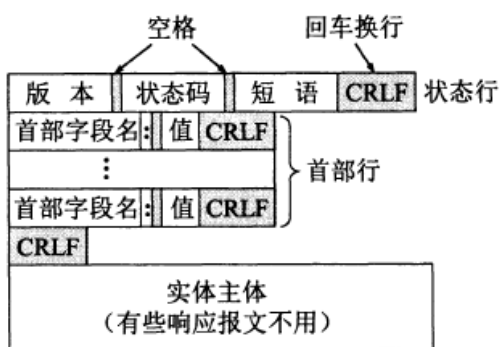 空格 回车换行
版本 状态码 短语 CRLF 状态行
首部字段名: 值 CRLF
⋮ 首部行
首部字段名: 值 CRLF
CRLF
实体主体
（有些响应报文不用）